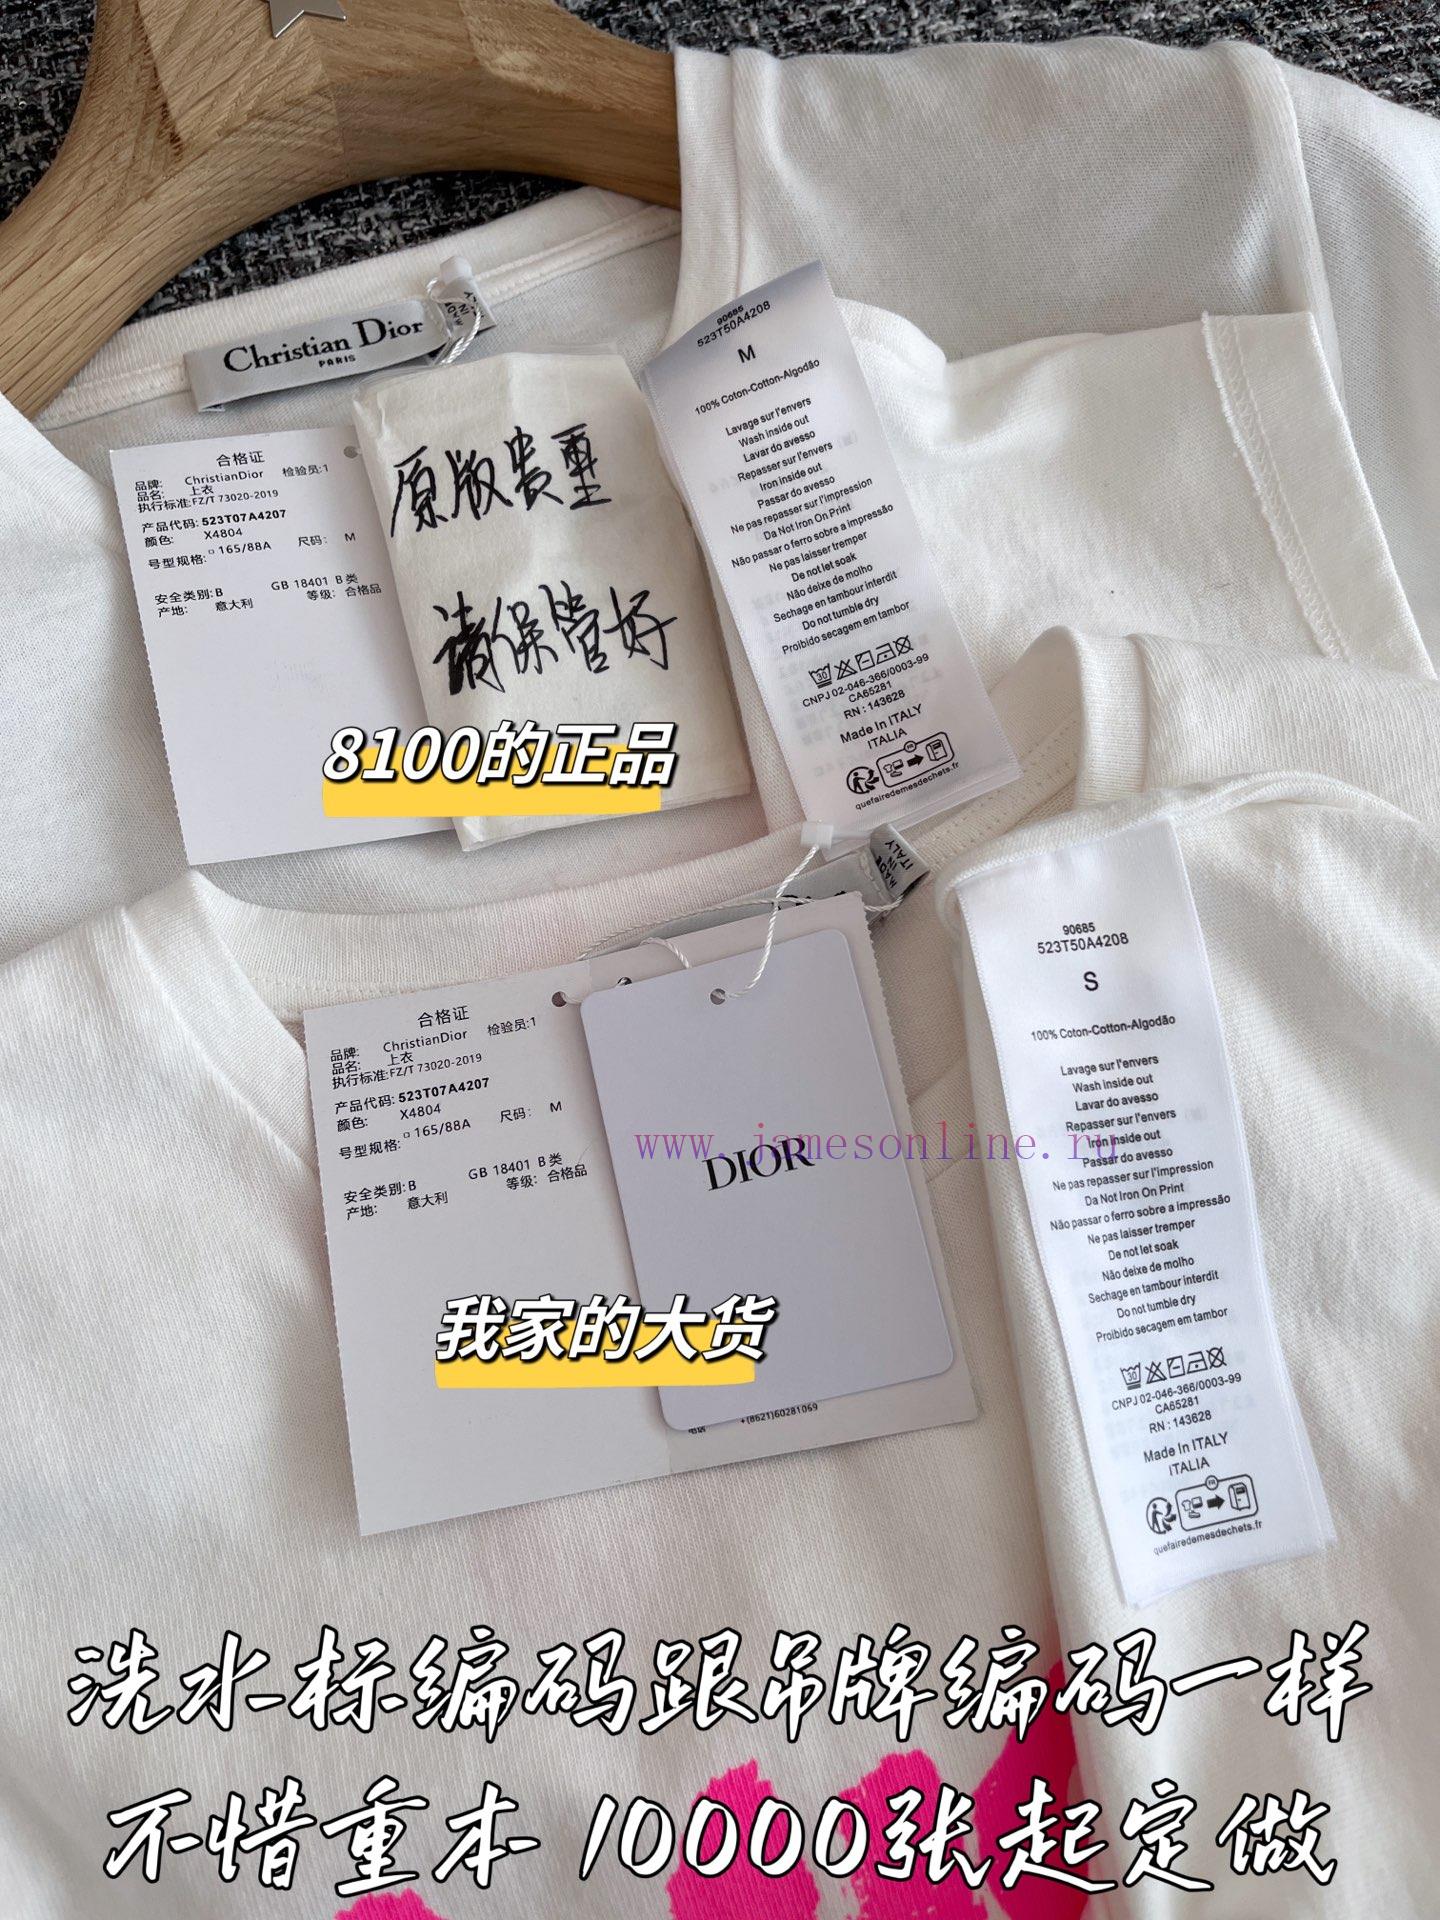 Christian Dior
PARIS
原版贵重
请保管好
合格证
品牌: ChristianDior 检验员:1
品名: 上衣
执行标准:FZ/T 73020-2019
产品代码: 523T07A4207
颜色: X4804
号型规格: 165/88A 尺码: M
安全类别:B GB 18401 B类
产地: 意大利 等级: 合格品
8100的正品
90685
523T50A4208
M
100% Coton-Cotton-Algodão
Lavage sur l'envers
Wash inside out
Lavar do avesso
Repasser sur l'envers
Iron inside out
Passar do avesso
Ne pas repasser sur l'impression
Da Not Iron On Print
Não passar o ferro sobre a impressão
Ne pas laisser tremper
De not let soak
Não deixe de molho
Sechage en tambour interdit
Do not tumble dry
Proibido secagem em tambor
30
CNPJ 02-046-366/0003-99
CA65281
RN : 143628
Made In ITALY
ITALIA
FR
quefairedemesdechets.fr
MADE
IN
ITALY
合格证
品牌: ChristianDior 检验员:1
品名: 上衣
执行标准:FZ/T 73020-2019
产品代码: 523T07A4207
颜色: X4804
号型规格: 165/88A 尺码: M
安全类别:B GB 18401 B类
产地: 意大利 等级: 合格品
DIOR
www.jamesonline.ru
我家的大货
电话 +(8621)60281069
90685
523T50A4208
S
100% Coton-Cotton-Algodão
Lavage sur l'envers
Wash inside out
Lavar do avesso
Repasser sur l'envers
Iron inside out
Passar do avesso
Ne pas repasser sur l'impression
Da Not Iron On Print
Não passar o ferro sobre a impressão
Ne pas laisser tremper
De not let soak
Não deixe de molho
Sechage en tambour interdit
Do not tumble dry
Proibido secagem em tambor
30
CNPJ 02-046-366/0003-99
CA65281
RN : 143628
Made In ITALY
ITALIA
FR
quefairedemesdechets.fr
洗水标编码跟吊牌编码一样
不惜重本 10000张起定做